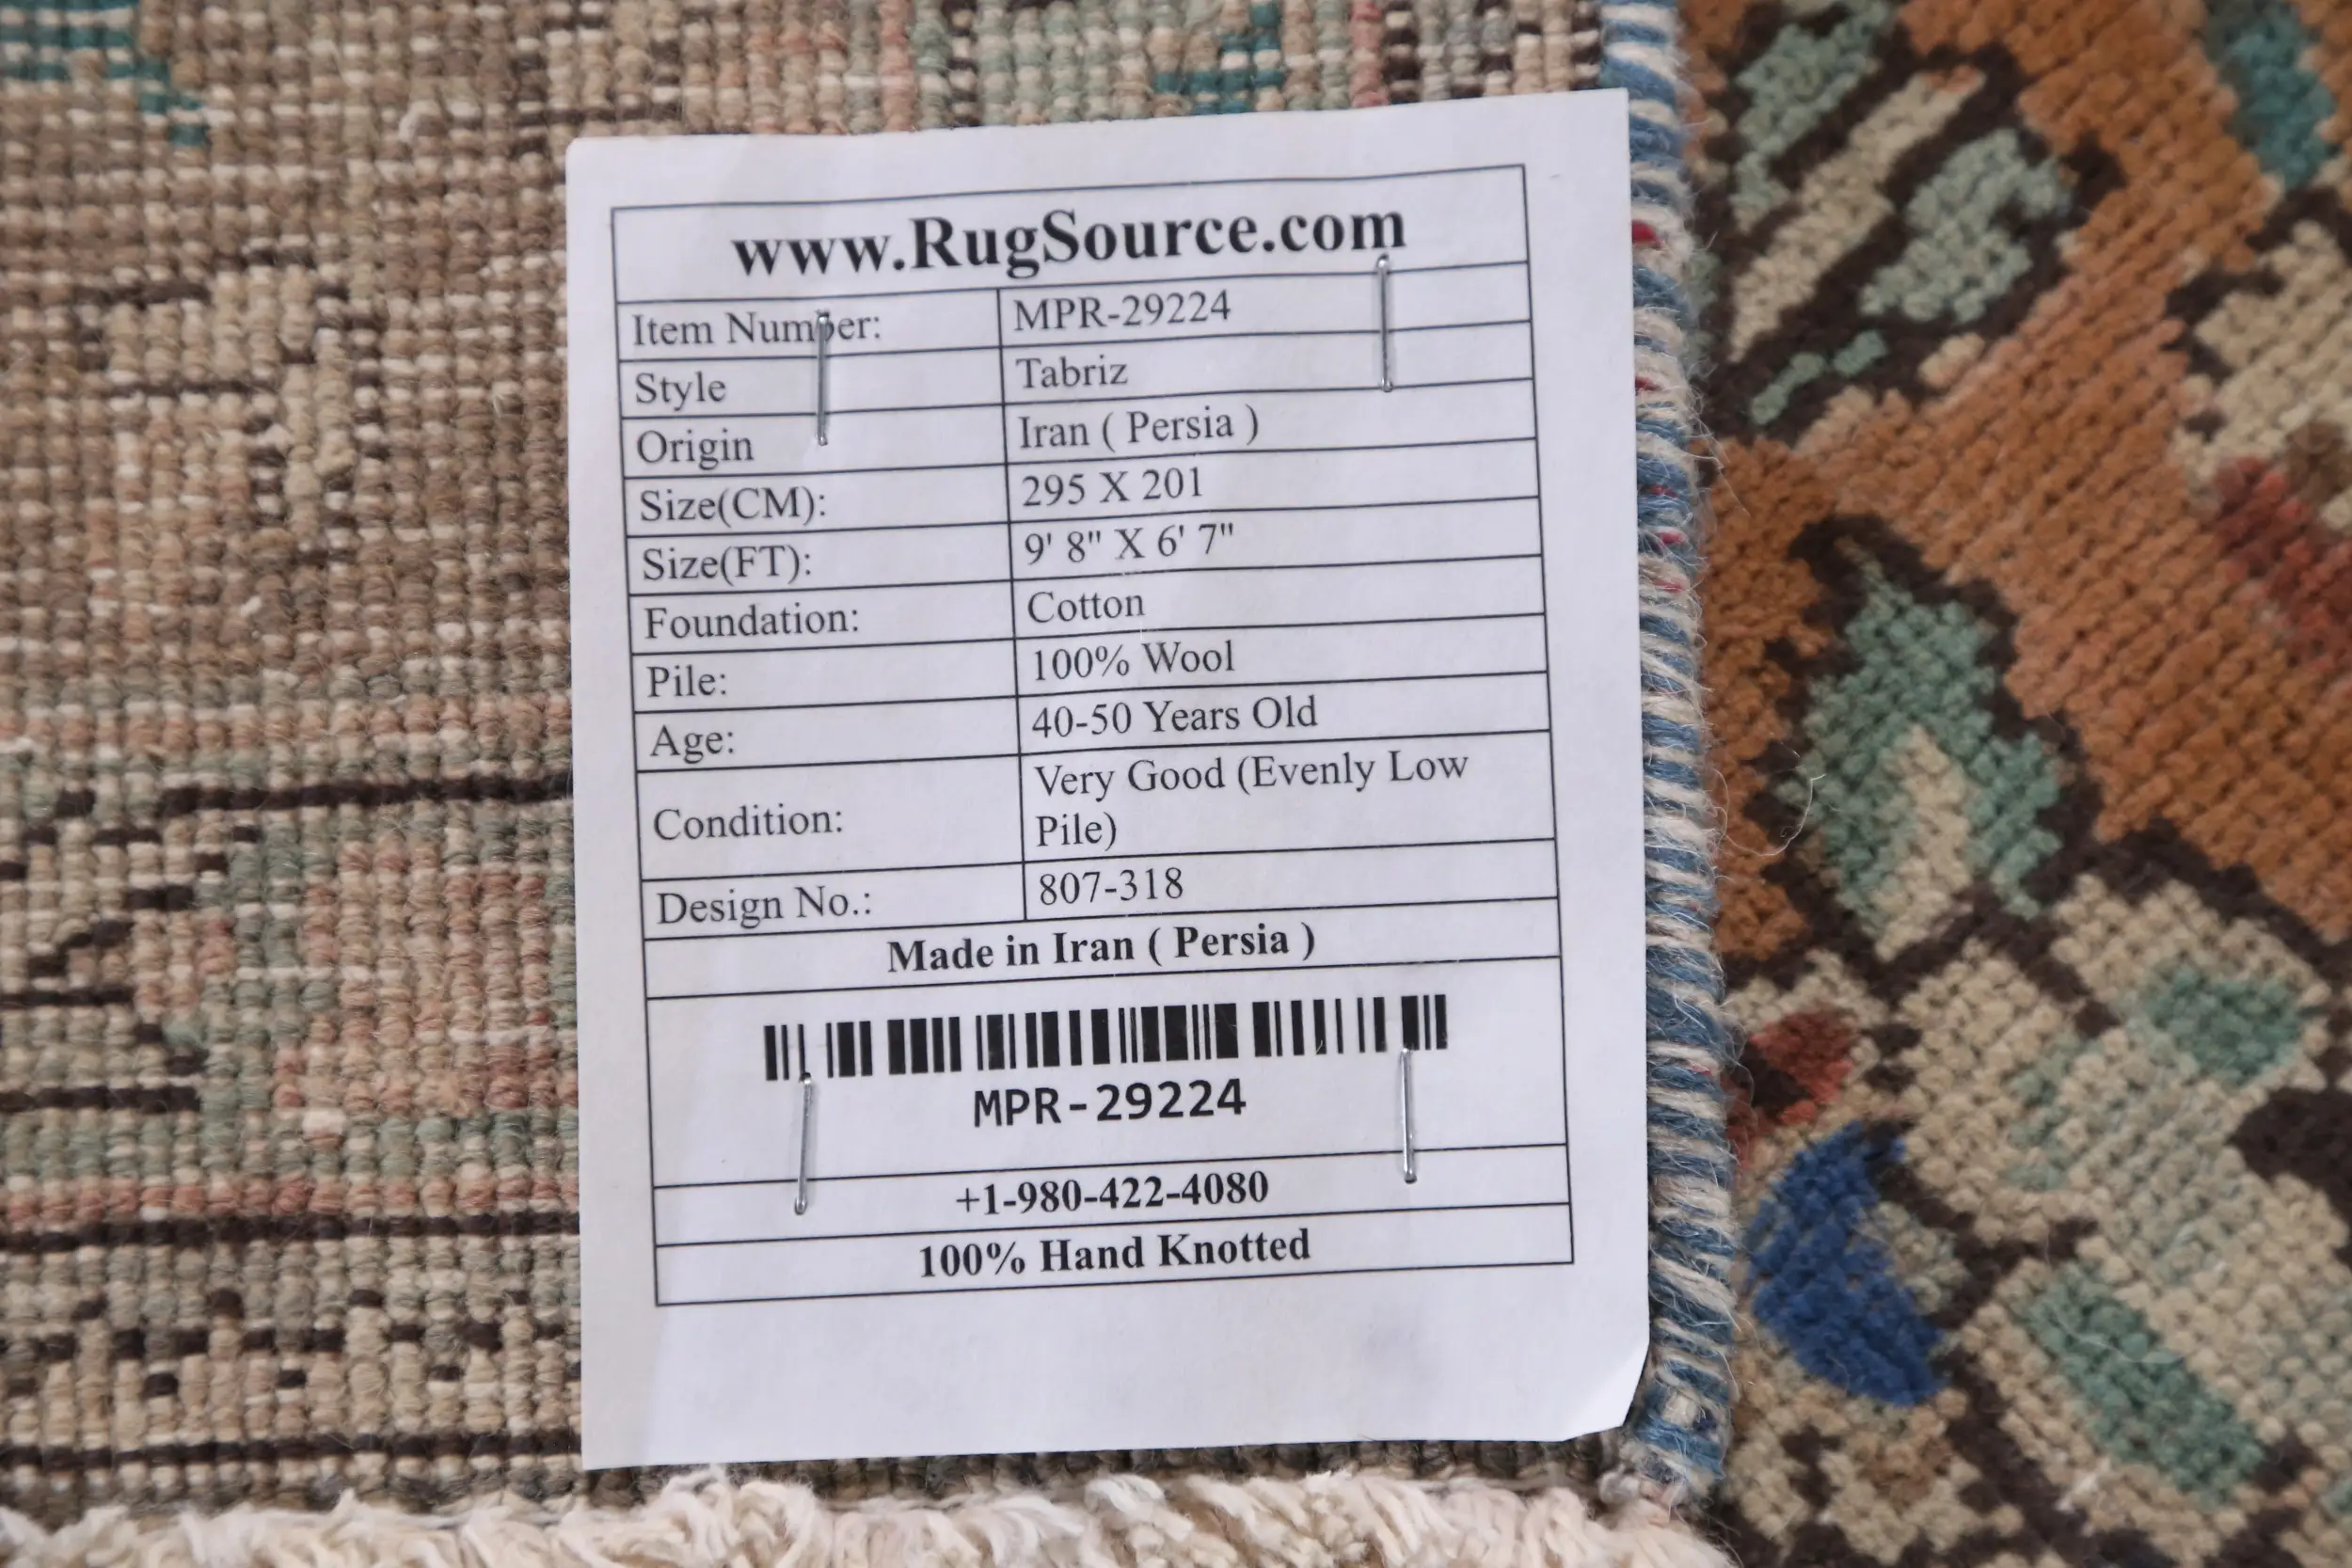 www.RugSource.com
Item Number: MPR-29224
Style Tabriz
Origin Iran ( Persia )
Size(CM): 295 X 201
Size(FT): 9' 8" X 6' 7"
Foundation: Cotton
Pile: 100% Wool
Age: 40-50 Years Old
Condition: Very Good (Evenly Low
Pile)
Design No.: 807-318
Made in Iran ( Persia )
MPR-29224
+1-980-422-4080
100% Hand Knotted